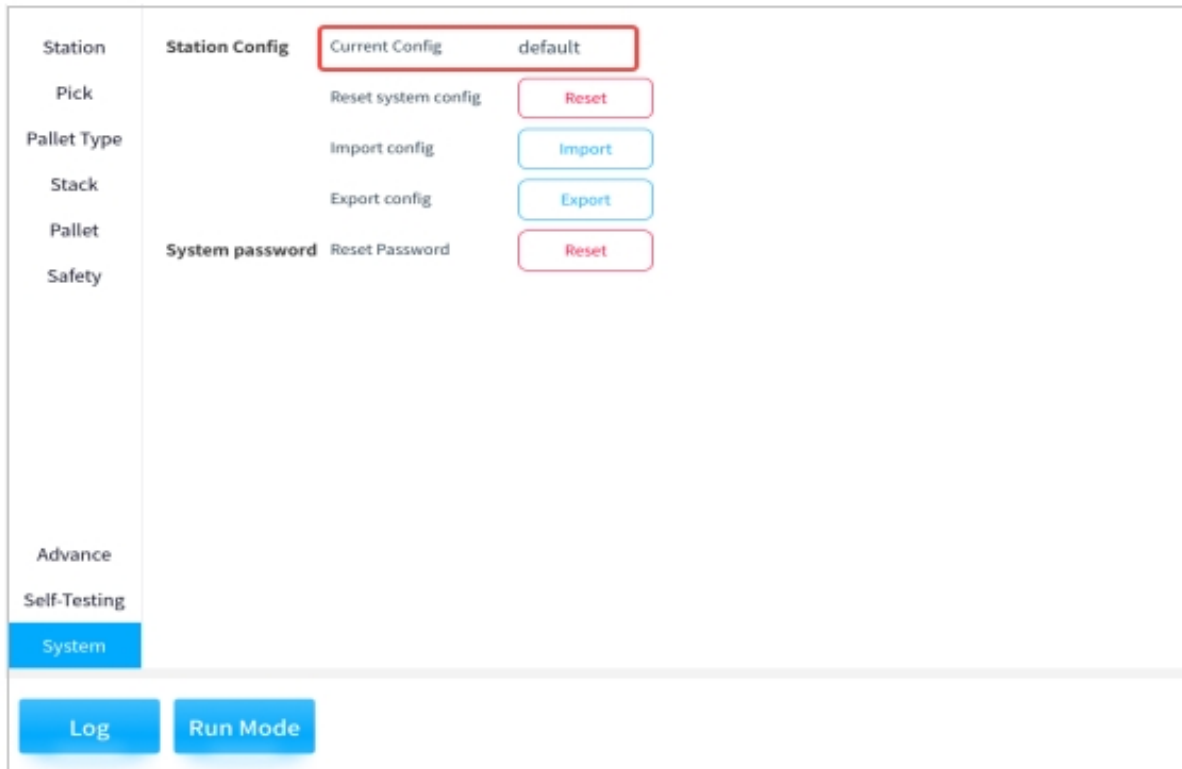 Station
Pick
Pallet Type
Stack
Pallet
Safety
Advance
Self-Testing
System
Station Config Current Config default
Reset system config Reset
Import config Import
Export config Export
System password Reset Password Reset
Log Run Mode